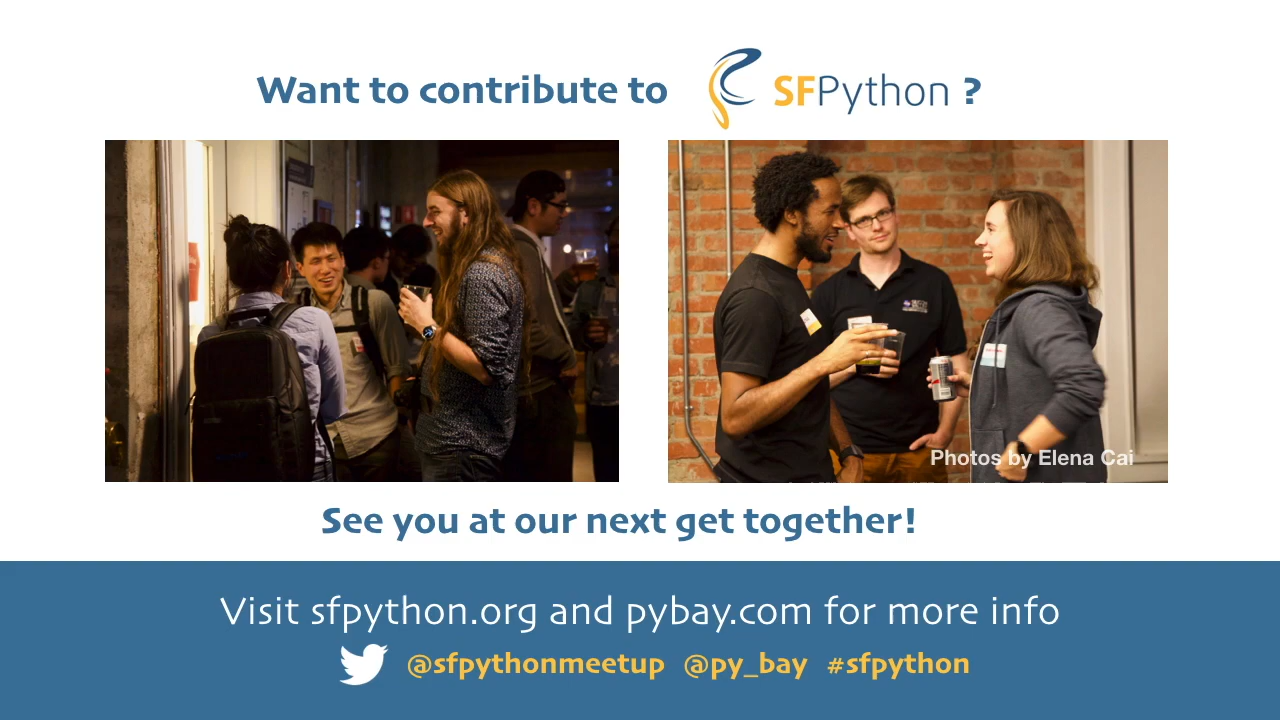 Want to contribute to SFPython ?
Photos by Elena Cai
See you at our next get together!
Visit sfpython.org and pybay.com for more info
@sfpythonmeetup @py_bay #sfpython